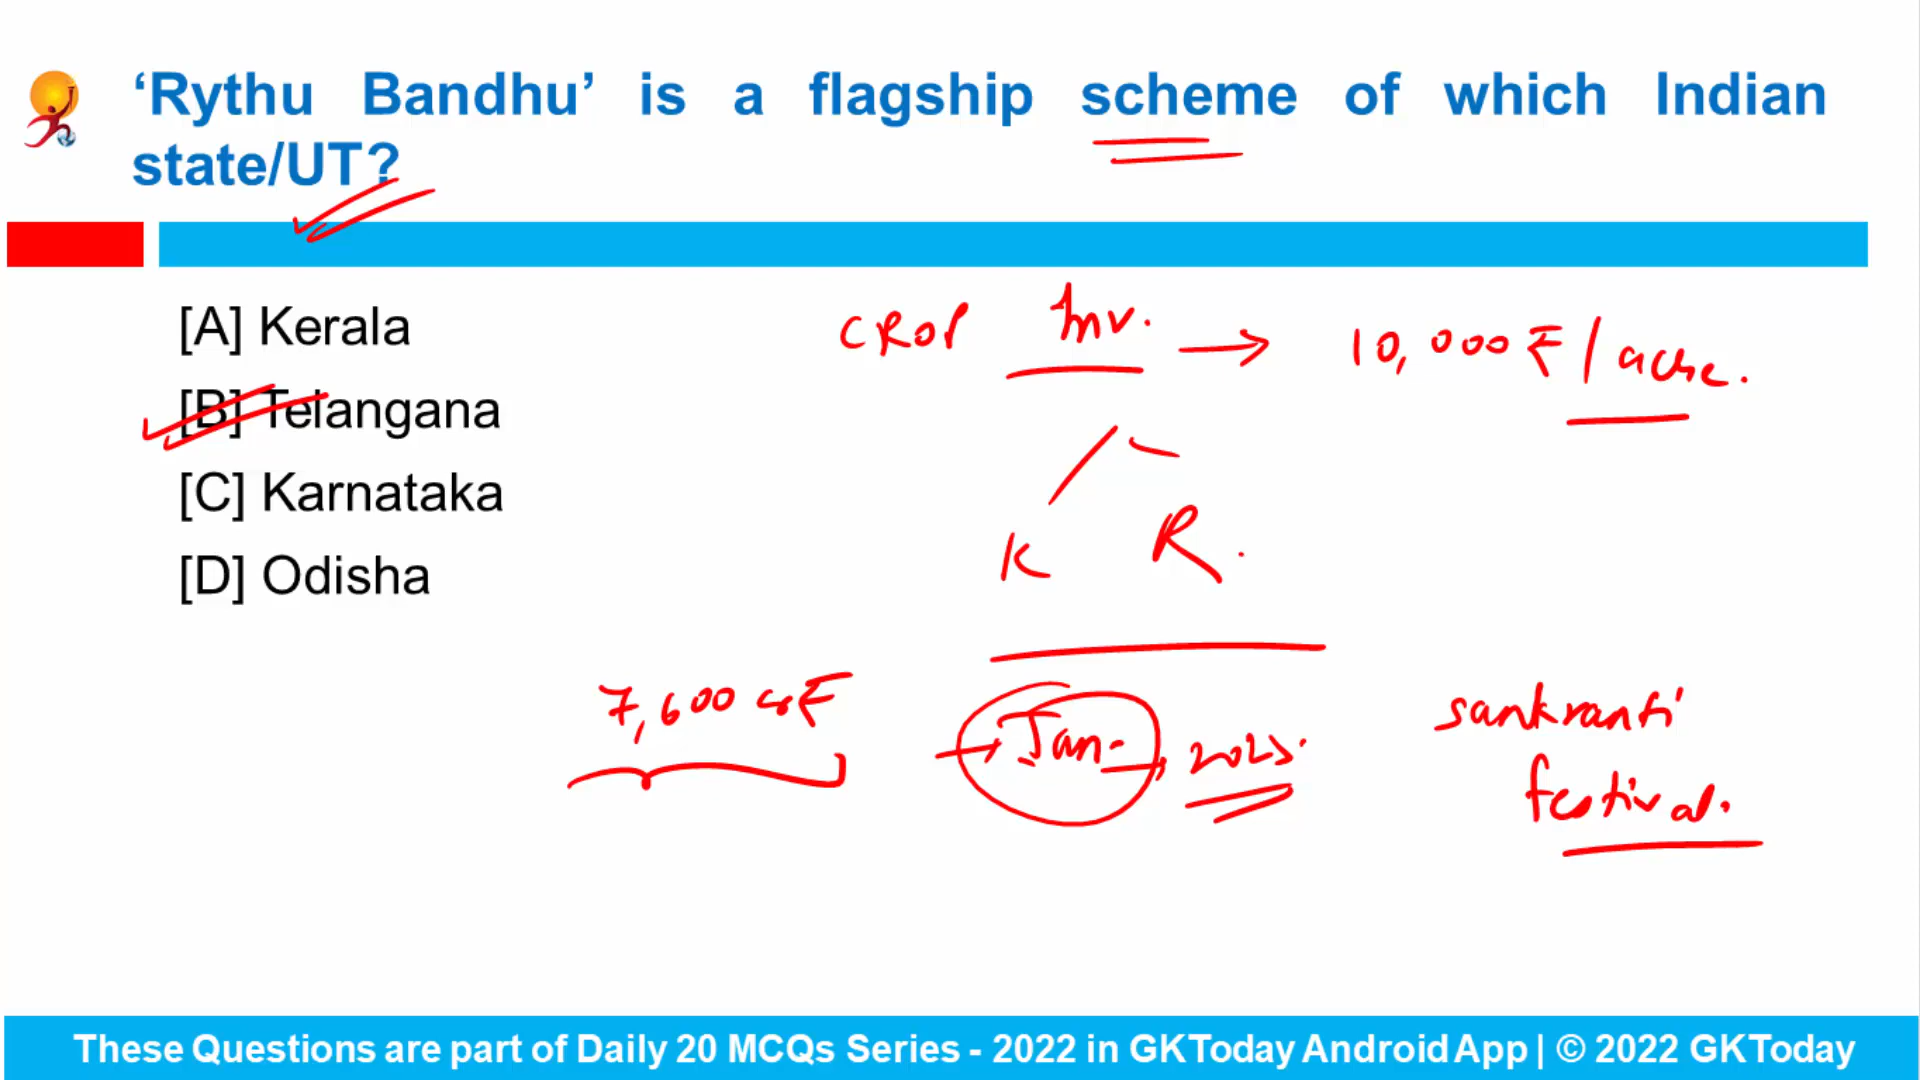 ‘Rythu Bandhu’ is a flagship scheme of which Indian
state/UT?
[A] Kerala
[B] Telangana
[C] Karnataka
[D] Odisha
CROP Inv. → 10,000 ₹ / acre.
K R.
7,600 cr ₹ → Jan-, 2023.
sankranti
festival.
These Questions are part of Daily 20 MCQs Series - 2022 in GKToday Android App | © 2022 GKToday